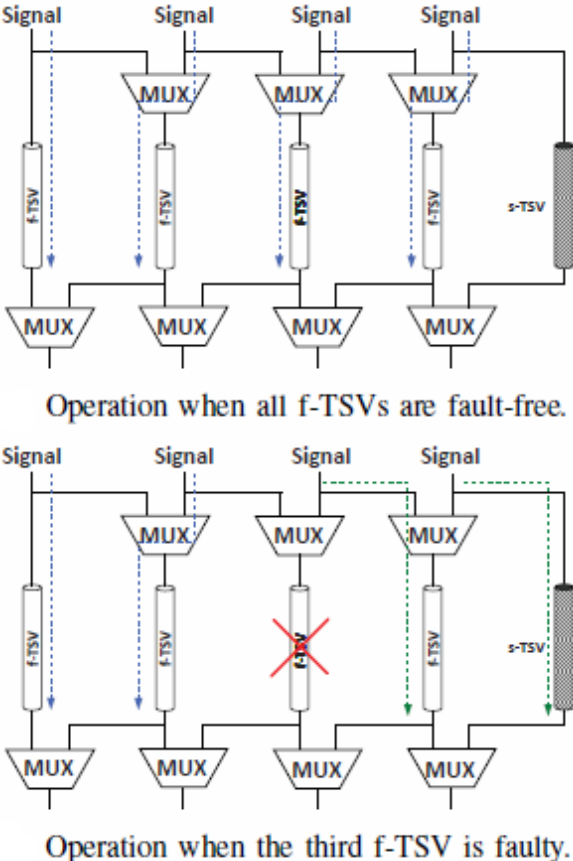 Signal Signal Signal Signal
MUX MUX MUX
f-TSV f-TSV f-TSV f-TSV s-TSV
MUX MUX MUX MUX
Operation when all f-TSVs are fault-free.
Signal Signal Signal Signal
MUX MUX MUX
f-TSV f-TSV f-TSV f-TSV s-TSV
MUX MUX MUX MUX
Operation when the third f-TSV is faulty.